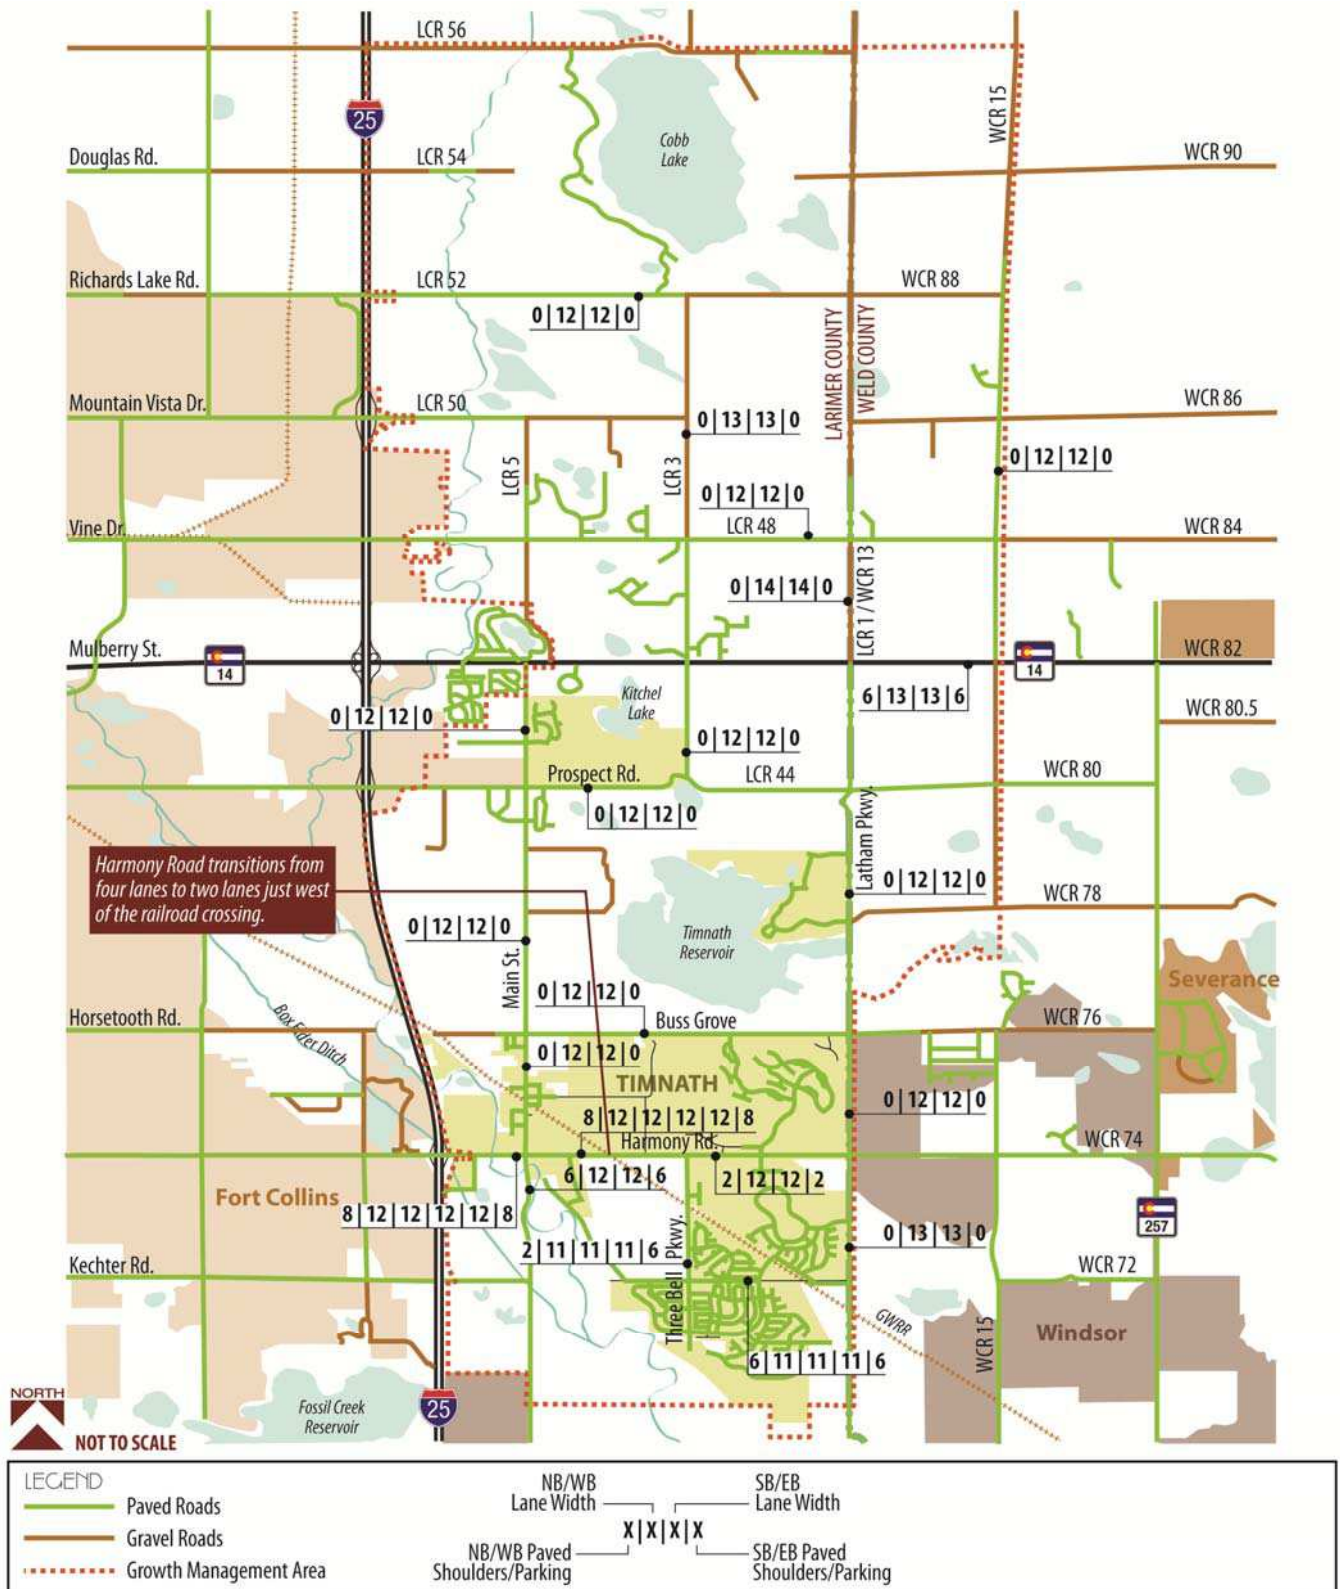 LCR 56
25
WCR 15
Cobb
Lake
Douglas Rd.
LCR 54
WCR 90
Richards Lake Rd.
LCR 52
WCR 88
0|12|12|0
LARIMER COUNTY
WELD COUNTY
Mountain Vista Dr.
LCR 50
WCR 86
0|13|13|0
LCR 5
LCR 3
0|12|12|0
0|12|12|0
Vine Dr.
LCR 48
WCR 84
LCR 1 / WCR 13
0|14|14|0
Mulberry St.
14
14
WCR 82
Kitchel
Lake
6|13|13|6
WCR 80.5
0|12|12|0
0|12|12|0
Prospect Rd.
LCR 44
WCR 80
0|12|12|0
Latham Pkwy.
Harmony Road transitions from
four lanes to two lanes just west
of the railroad crossing.
0|12|12|0
WCR 78
0|12|12|0
Timnath
Reservoir
Main St.
Severance
0|12|12|0
Horsetooth Rd.
Box Elder Ditch
Buss Grove
WCR 76
0|12|12|0
TIMNATH
0|12|12|0
8|12|12|12|12|8
Harmony Rd.
WCR 74
6|12|12|6
2|12|12|2
Fort Collins
8|12|12|12|12|8
257
0|13|13|0
2|11|11|11|6
Three Bell Pkwy.
Kechter Rd.
WCR 72
GWRR
WCR 15
Windsor
6|11|11|11|6
NORTH
NOT TO SCALE
Fossil Creek
Reservoir
25
LEGEND
Paved Roads
Gravel Roads
Growth Management Area
NB/WB
Lane Width
SB/EB
Lane Width
X|X|X|X
NB/WB Paved
Shoulders/Parking
SB/EB Paved
Shoulders/Parking